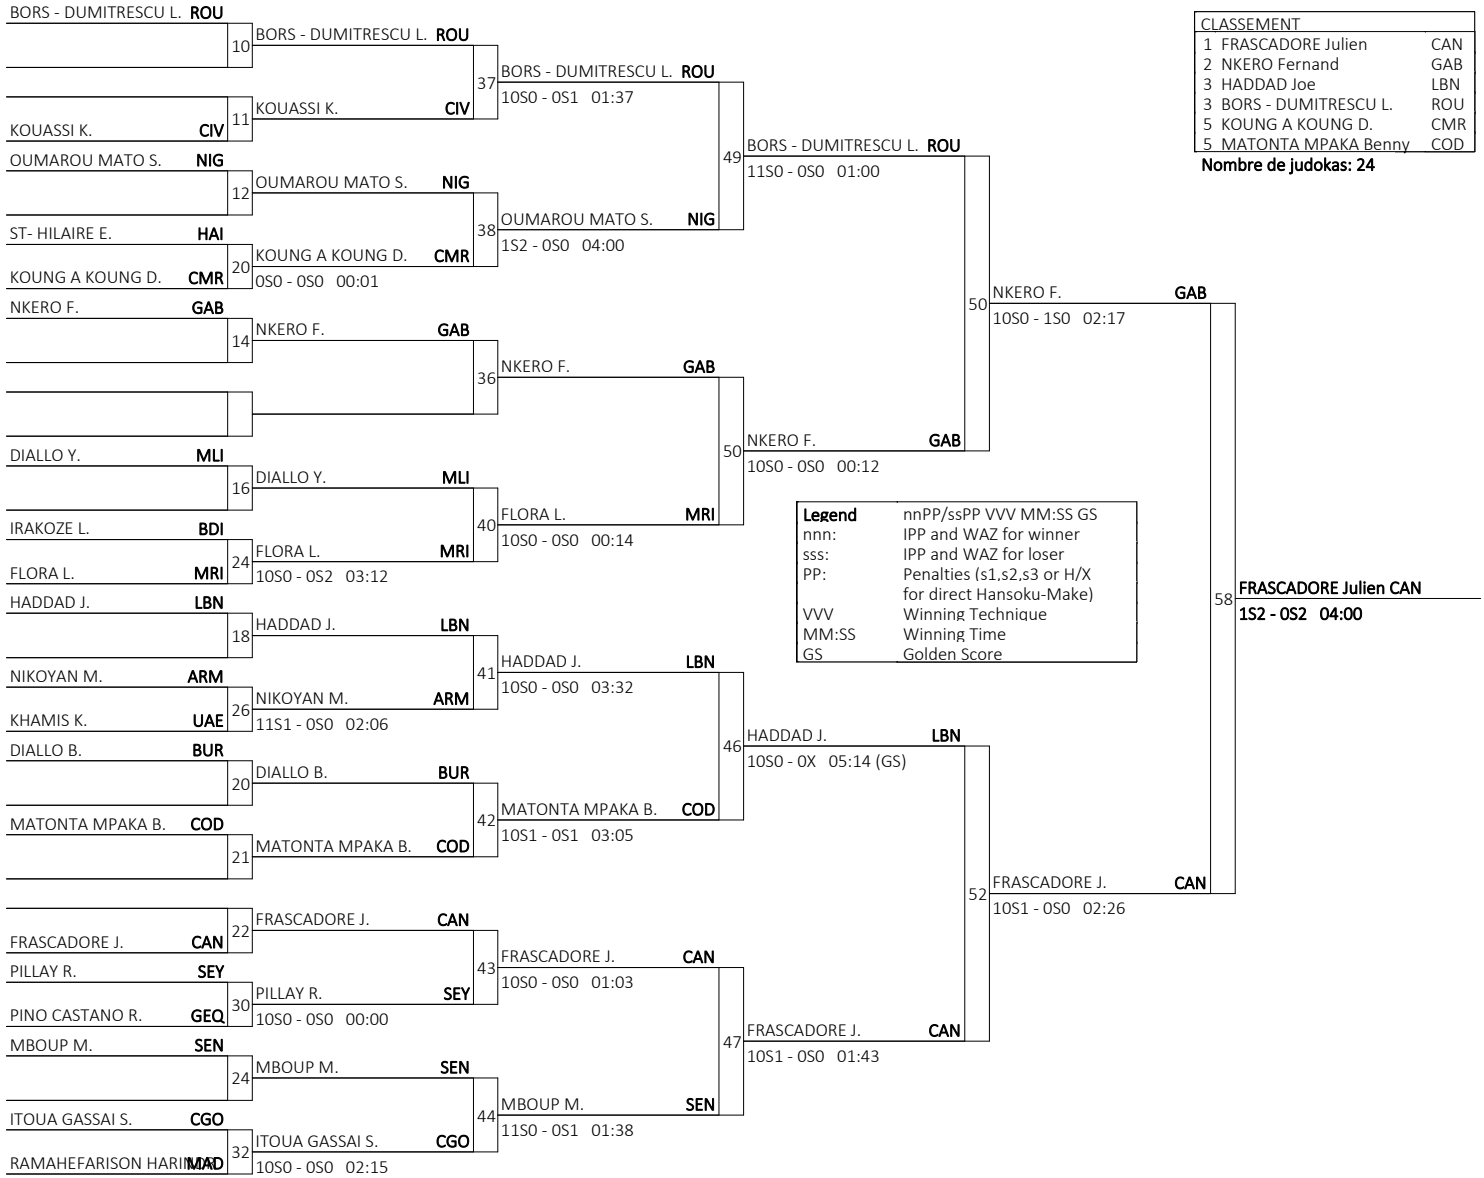 BORS - DUMITRESCU L. ROU
10
BORS - DUMITRESCU L. ROU
37
BORS - DUMITRESCU L. ROU
10S0 - 0S1 01:37
11
KOUASSI K. CIV
KOUASSI K. CIV
OUMAROU MATO S. NIG
12
OUMAROU MATO S. NIG
38
OUMAROU MATO S. NIG
1S2 - 0S0 04:00
49
BORS - DUMITRESCU L. ROU
11S0 - 0S0 01:00
ST- HILAIRE E. HAI
20
KOUNG A KOUNG D. CMR
0S0 - 0S0 00:01
KOUNG A KOUNG D. CMR
NKERO F. GAB
14
NKERO F. GAB
36
NKERO F. GAB
50
NKERO F. GAB
10S0 - 0S0 00:12
50
NKERO F. GAB
10S0 - 1S0 02:17
DIALLO Y. MLI
16
DIALLO Y. MLI
40
FLORA L. MRI
10S0 - 0S0 00:14
IRAKOZE L. BDI
24
FLORA L. MRI
10S0 - 0S2 03:12
FLORA L. MRI
HADDAD J. LBN
18
HADDAD J. LBN
41
HADDAD J. LBN
10S0 - 0S0 03:32
NIKOYAN M. ARM
26
NIKOYAN M. ARM
11S1 - 0S0 02:06
KHAMIS K. UAE
46
HADDAD J. LBN
10S0 - 0X 05:14 (GS)
DIALLO B. BUR
20
DIALLO B. BUR
42
MATONTA MPAKA B. COD
10S1 - 0S1 03:05
MATONTA MPAKA B. COD
21
MATONTA MPAKA B. COD
52
FRASCADORE J. CAN
10S1 - 0S0 02:26
22
FRASCADORE J. CAN
FRASCADORE J. CAN
43
FRASCADORE J. CAN
10S0 - 0S0 01:03
PILLAY R. SEY
30
PILLAY R. SEY
10S0 - 0S0 00:00
PINO CASTANO R. GEQ
47
FRASCADORE J. CAN
10S1 - 0S0 01:43
MBOUP M. SEN
24
MBOUP M. SEN
44
MBOUP M. SEN
11S0 - 0S1 01:38
ITOUA GASSAI S. CGO
32
ITOUA GASSAI S. CGO
10S0 - 0S0 02:15
RAMAHEFARISON MAD
58
FRASCADORE Julien CAN
1S2 - 0S2 04:00
CLASSEMENT
1 FRASCADORE Julien CAN
2 NKERO Fernand GAB
3 HADDAD Joe LBN
3 BORS - DUMITRESCU L. ROU
5 KOUNG A KOUNG D. CMR
5 MATONTA MPAKA Benny COD
Nombre de judokas: 24
Legend nnPP/ssPP VVV MM:SS GS
nnn: IPP and WAZ for winner
sss: IPP and WAZ for loser
PP: Penalties (s1,s2,s3 or H/X
for direct Hansoku-Make)
VVV Winning Technique
MM:SS Winning Time
GS Golden Score